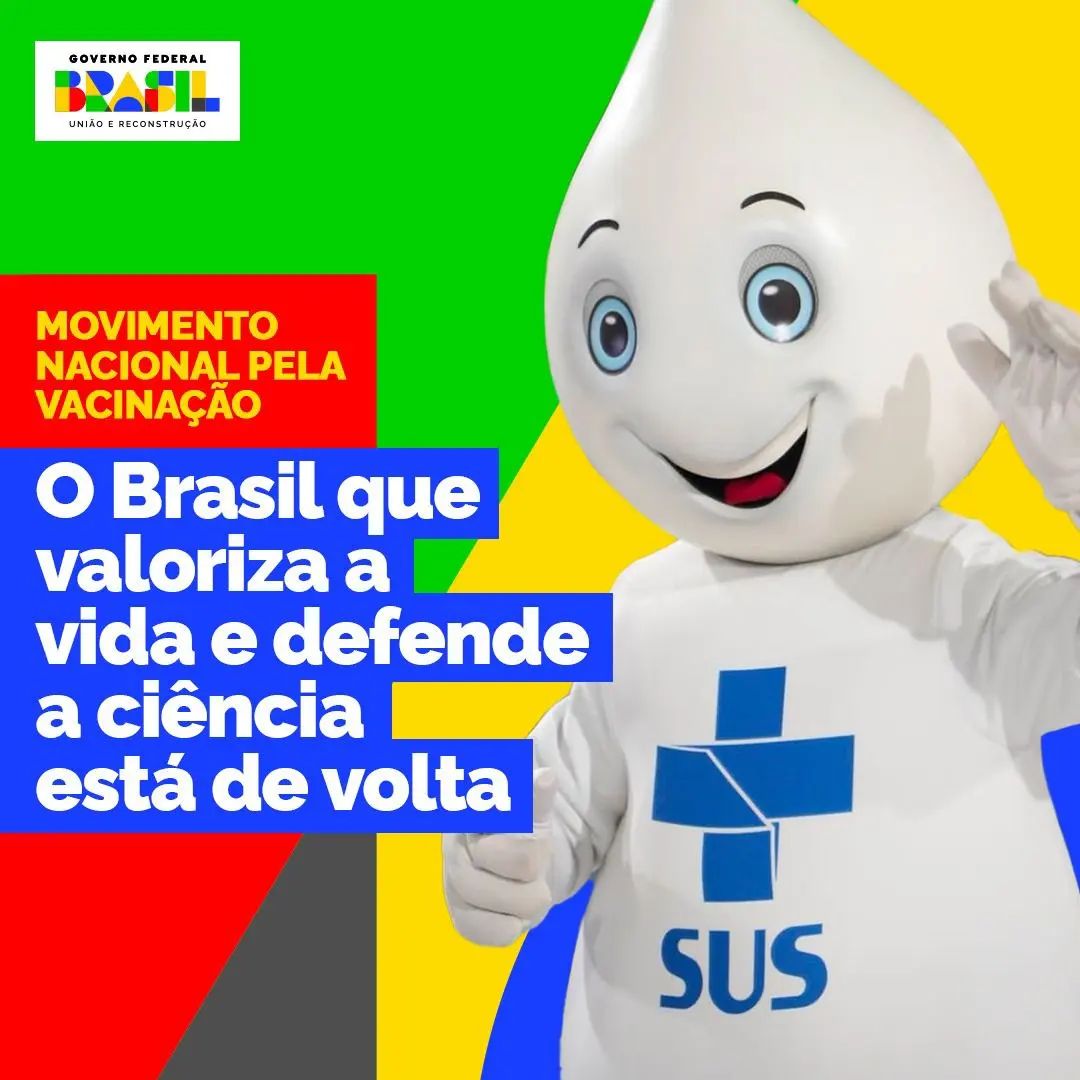 GOVERNO FEDERAL
BRASIL
UNIÃO E RECONSTRUÇÃO
MOVIMENTO
NACIONAL PELA
VACINAÇÃO
O Brasil que
valoriza a
vida e defende
a ciência
está de volta
SUS